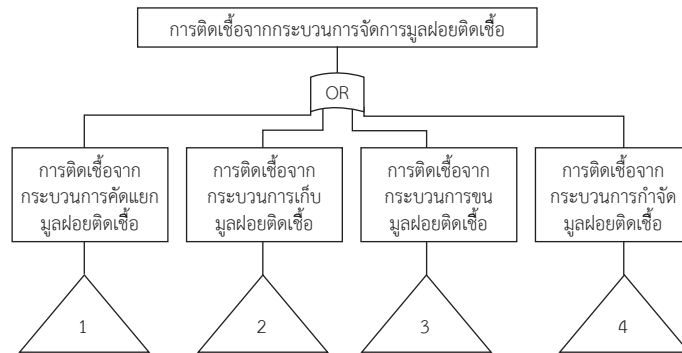 การติดเชื้อจากกระบวนการจัดการมูลฝอยติดเชื้อ
OR
การติดเชื้อจาก
กระบวนการคัดแยก
มูลฝอยติดเชื้อ
การติดเชื้อจาก
กระบวนการเก็บ
มูลฝอยติดเชื้อ
การติดเชื้อจาก
กระบวนการขน
มูลฝอยติดเชื้อ
การติดเชื้อจาก
กระบวนการกำจัด
มูลฝอยติดเชื้อ
1
2
3
4